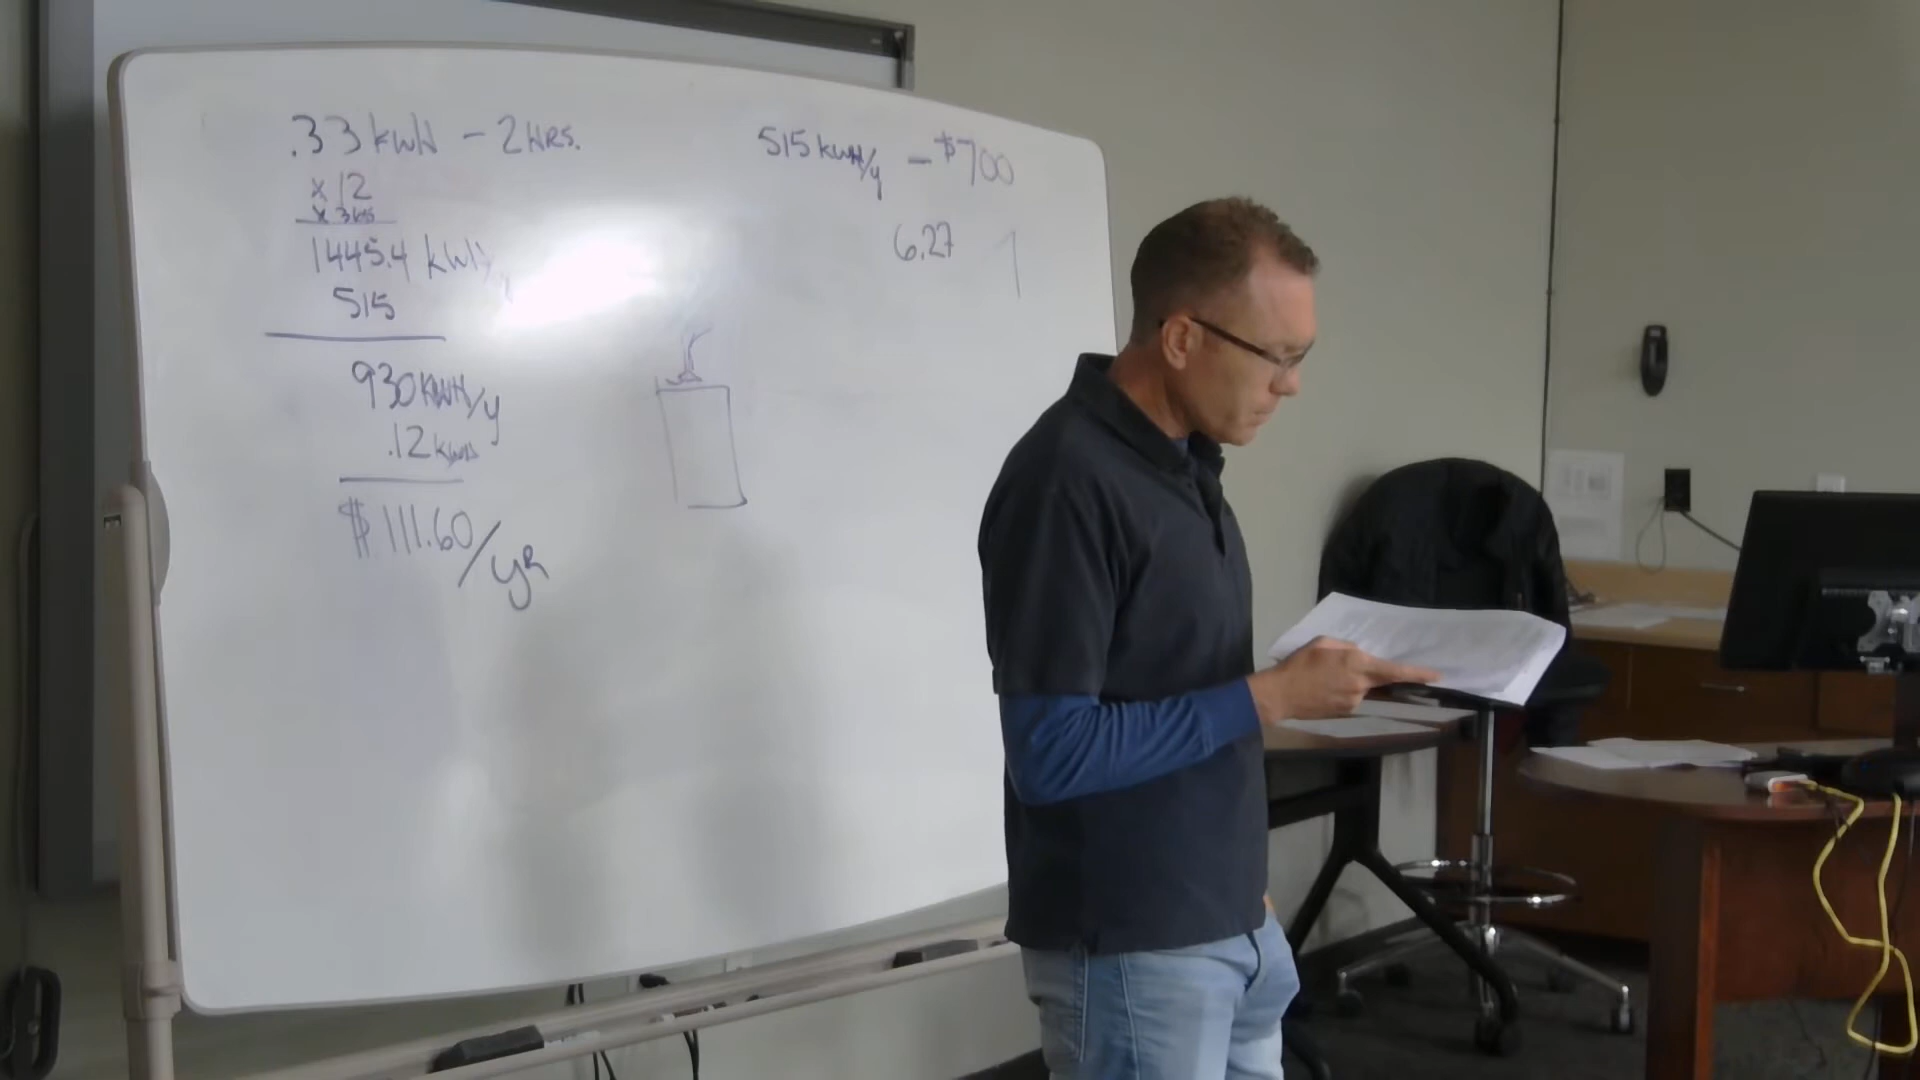 .33 kWH - 2 HRS.
x 12
1445.4 kWH
515
930 KWH/y
.12 KWH
$111.60/yR
515 KWH/y - $700
6.27